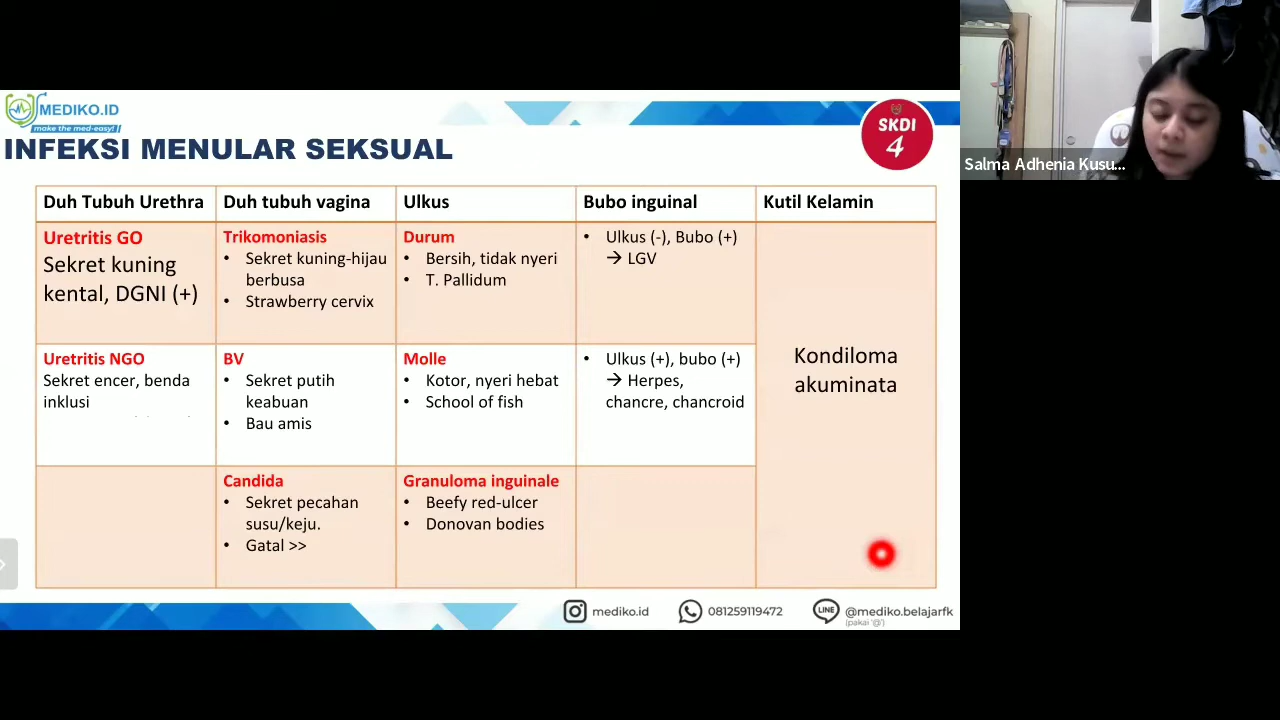 MEDIKO.ID
make the med-easy!
INFEKSI MENULAR SEKSUAL
SKDI
4
Salma Adhenia Kusu...
Duh Tubuh Urethra
Duh tubuh vagina
Ulkus
Bubo inguinal
Kutil Kelamin
Uretritis GO
Sekret kuning
kental, DGNI (+)
Trikomoniasis
• Sekret kuning-hijau
berbusa
• Strawberry cervix
Durum
• Bersih, tidak nyeri
• T. Pallidum
• Ulkus (-), Bubo (+)
→ LGV
Kondiloma
akuminata
Uretritis NGO
Sekret encer, benda
inklusi
BV
• Sekret putih
keabuan
• Bau amis
Molle
• Kotor, nyeri hebat
• School of fish
• Ulkus (+), bubo (+)
→ Herpes,
chancre, chancroid
Candida
• Sekret pecahan
susu/keju.
• Gatal >>
Granuloma inguinale
• Beefy red-ulcer
• Donovan bodies
mediko.id
081259119472
LINE
@mediko.belajarfk
(pakai '@')